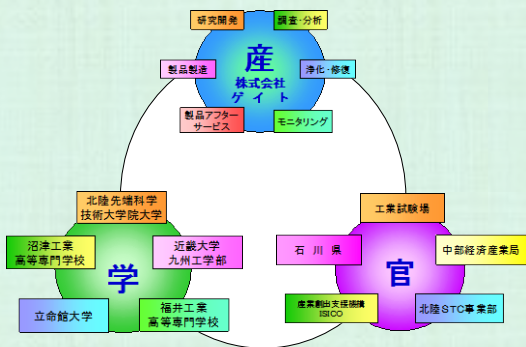 研究開発
調査・分析
産
製品製造
株式会社
浄化・修復
ゲイト
製品アフター
サービス
モニタリング
北陸先端科学
技術大学院大学
工業試験場
沼津工業
高等専門学校
近畿大学
九州工学部
石川県
中部経済産業局
学
官
立命館大学
福井工業
高等専門学校
産業創出支援機構
ISICO
北陸STC事業部